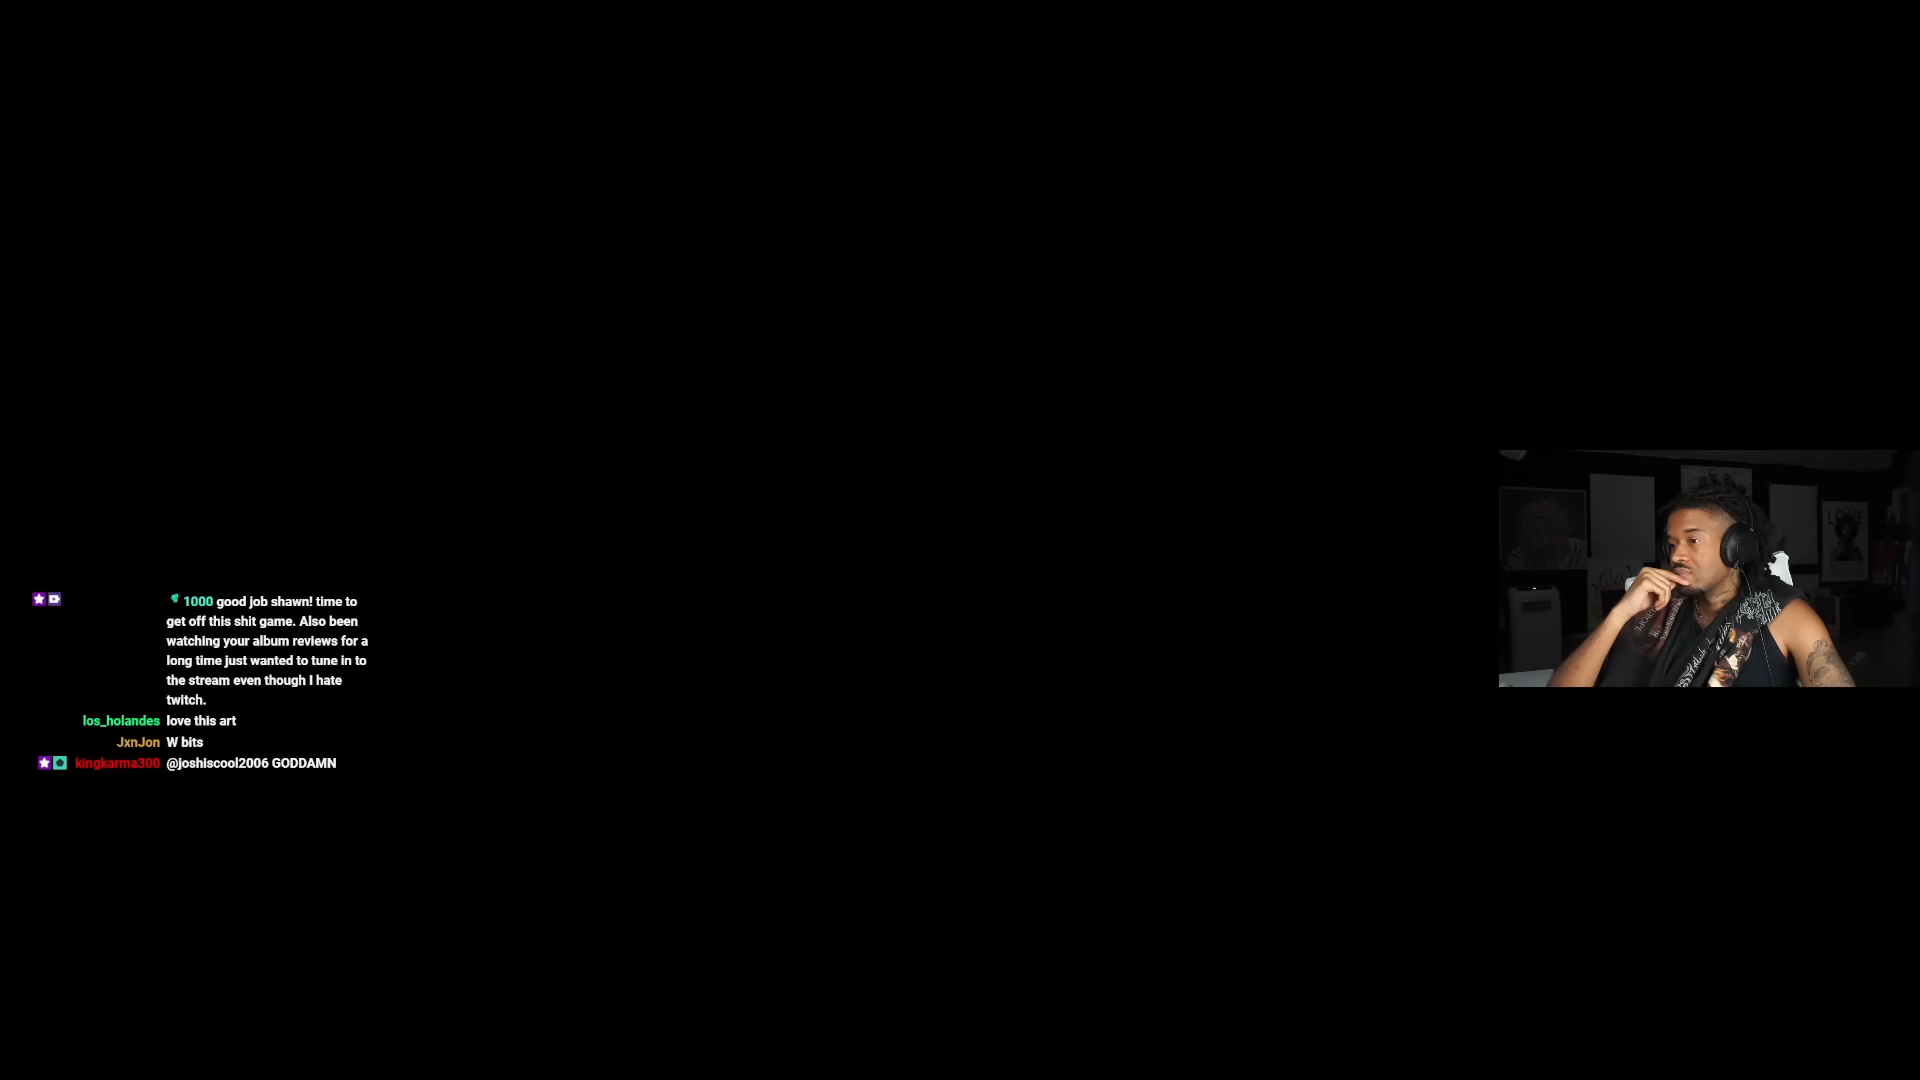 1000 good job shawn! time to
get off this shit game. Also been
watching your album reviews for a
long time just wanted to tune in to
the stream even though I hate
twitch.
los_holandes love this art
JxnJon W bits
kingkarma300 @joshiscool2006 GODDAMN
LOVE